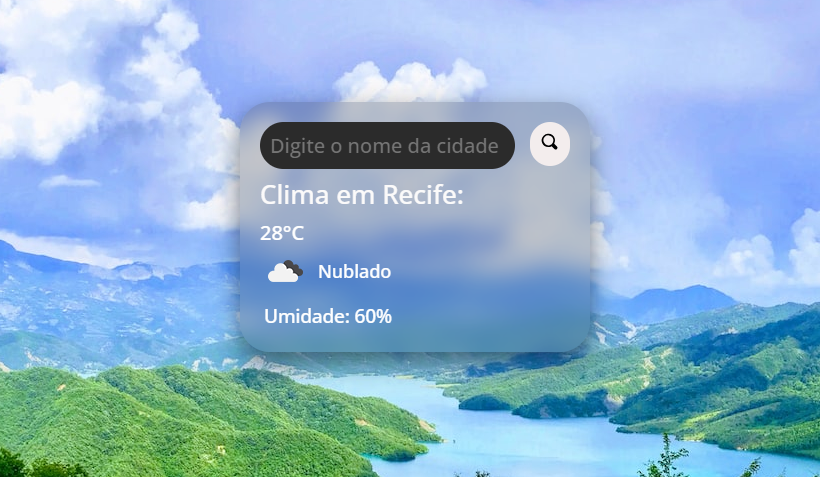 Digite o nome da cidade
Clima em Recife:
28°C
Nublado
Umidade: 60%